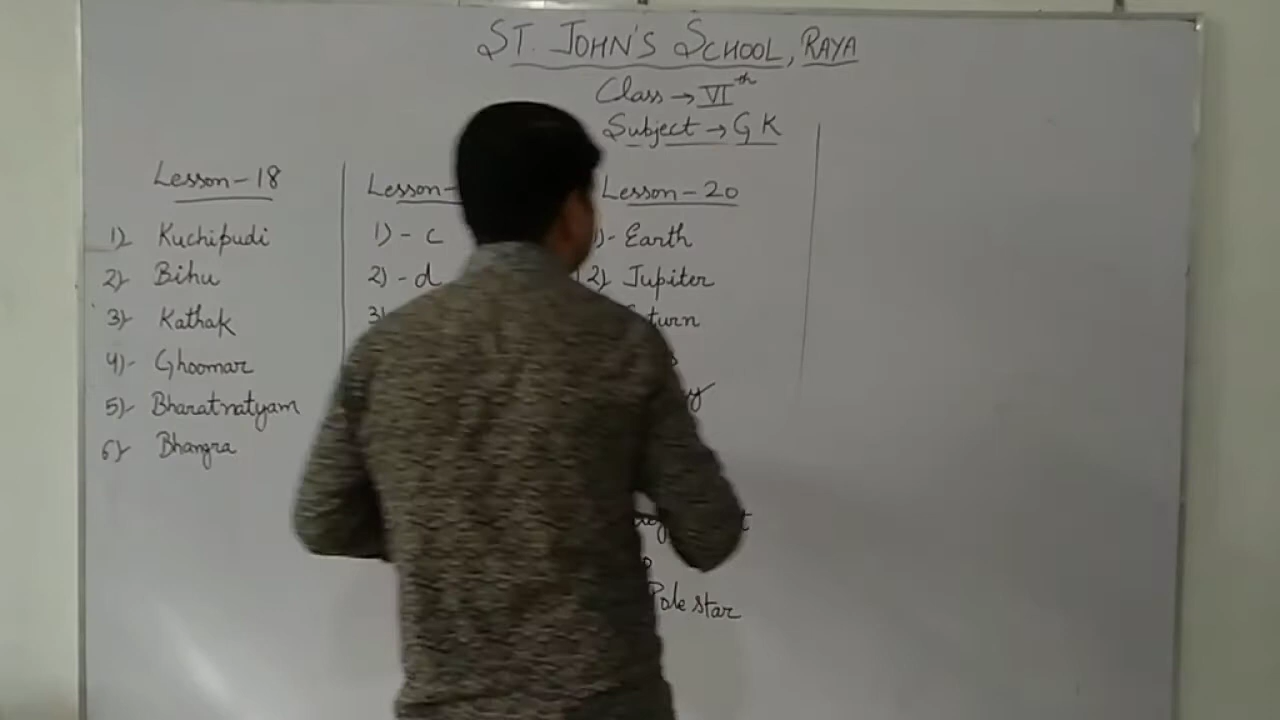 ST. JOHN'S SCHOOL, RAYA
Class → VIth
Subject → GK
Lesson - 18
1) Kuchipudi
2) Bihu
3) Kathak
4) Ghoomar
5) Bharatnatyam
6) Bhangra
Lesson -
1) - c
2) - d
3)
Lesson - 20
1) - Earth
2) Jupiter
Pole star